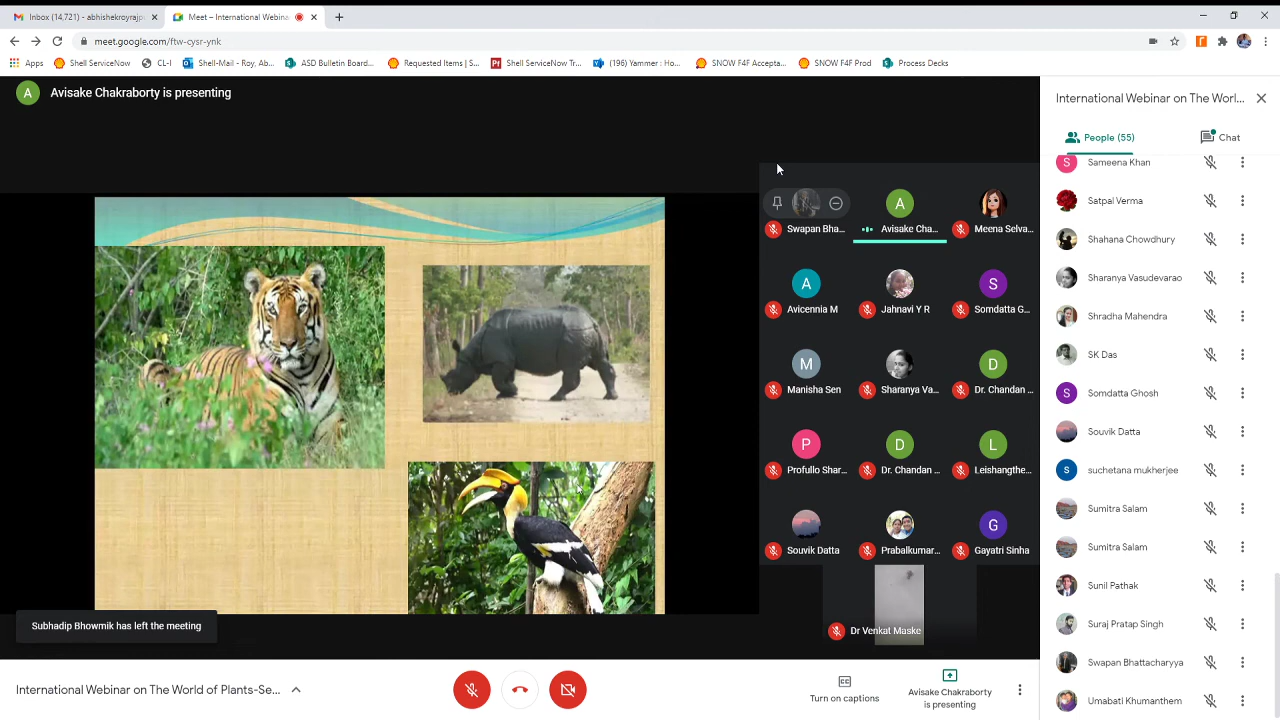 Inbox (14,721) - abhishekroyrajp
Meet – International Webina
meet.google.com/ftw-cysr-ynk
Apps
Shell ServiceNow
CL-I
Shell-Mail - Roy, Ab...
ASD Bulletin Board...
Requested Items | S...
Shell ServiceNow Tr...
(196) Yammer : Ho...
SNOW F4F Accepta...
SNOW F4F Prod
Process Decks
A
Avisake Chakraborty is presenting
Swapan Bha...
A
Avisake Cha...
Meena Selva...
A
Avicennia M
Jahnavi Y R
S
Somdatta G...
M
Manisha Sen
Sharanya Va...
D
Dr. Chandan ...
P
Profullo Shar...
D
Dr. Chandan ...
L
Leishangthe...
Souvik Datta
Prabalkumar...
G
Gayatri Sinha
Dr Venkat Maske
Subhadip Bhowmik has left the meeting
International Webinar on The World of Plants-Se...
Turn on captions
Avisake Chakraborty
is presenting
International Webinar on The Worl...
People (55)
Chat
S
Sameena Khan
Satpal Verma
Shahana Chowdhury
Sharanya Vasudevarao
Shradha Mahendra
SK Das
S
Somdatta Ghosh
Souvik Datta
s
suchetana mukherjee
Sumitra Salam
Sumitra Salam
Sunil Pathak
Suraj Pratap Singh
Swapan Bhattacharyya
Umabati Khumanthem